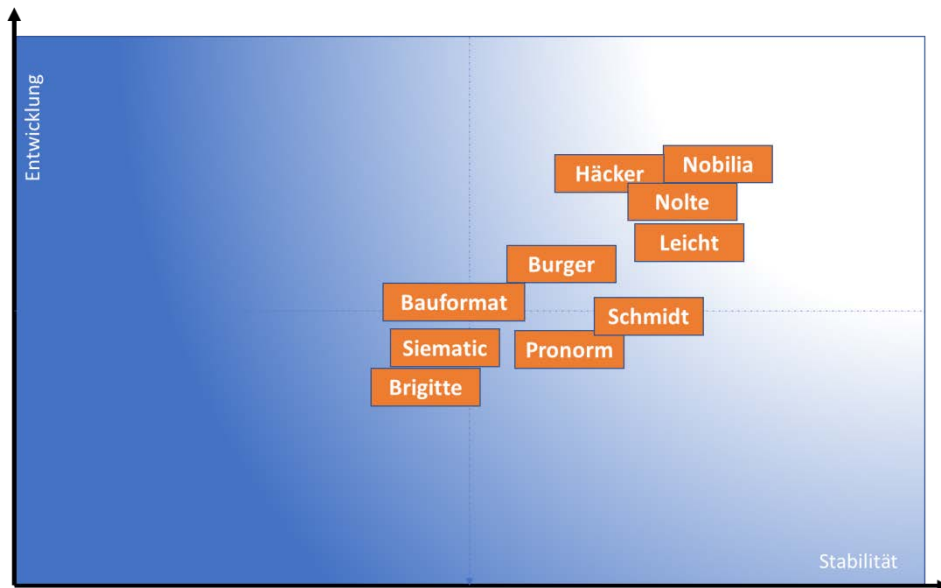 Entwicklung
Nobilia
Häcker
Nolte
Leicht
Burger
Bauformat
Schmidt
Siematic
Pronorm
Brigitte
Stabilität